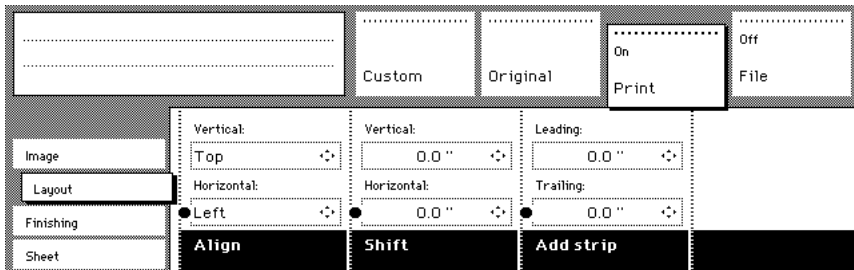 Custom
Original
On
Print
Off
File
Image
Layout
Finishing
Sheet
Vertical:
Top
Horizontal:
Left
Align
Vertical:
0.0 "
Horizontal:
0.0 "
Shift
Leading:
0.0 "
Trailing:
0.0 "
Add strip